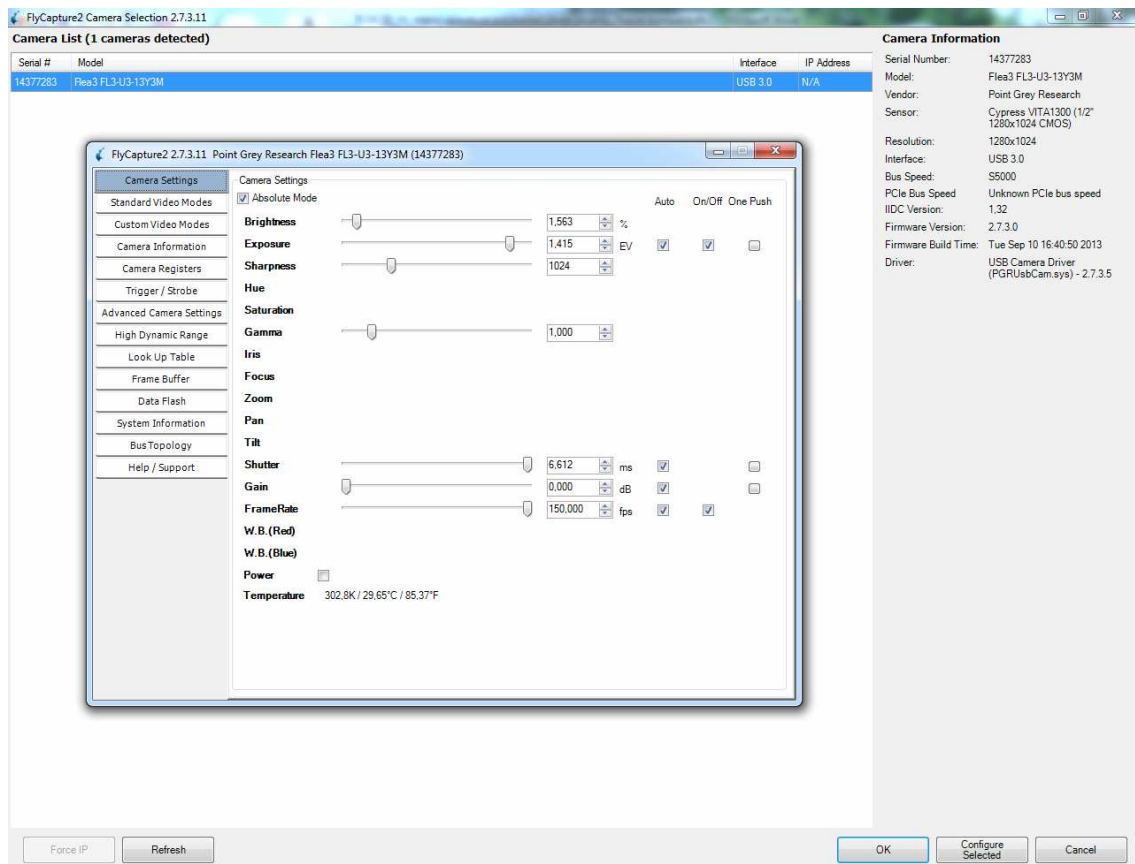 FlyCapture2 Camera Selection 2.7.3.11
Camera List (1 cameras detected)
Serial # Model Interface IP Address
14377283 Flea3 FL3-U3-13Y3M USB 3.0 N/A
FlyCapture2 2.7.3.11 Point Grey Research Flea3 FL3-U3-13Y3M (14377283)
Camera Settings
Standard Video Modes
Custom Video Modes
Camera Information
Camera Registers
Trigger / Strobe
Advanced Camera Settings
High Dynamic Range
Look Up Table
Frame Buffer
Data Flash
System Information
Bus Topology
Help / Support
Camera Settings
Absolute Mode
Auto On/Off One Push
Brightness 1,563 %
Exposure 1,415 EV
Sharpness 1024
Hue
Saturation
Gamma 1,000
Iris
Focus
Zoom
Pan
Tilt
Shutter 6,612 ms
Gain 0,000 dB
FrameRate 150,000 fps
W.B.(Red)
W.B.(Blue)
Power
Temperature 302,8K / 29,65°C / 85,37°F
Camera Information
Serial Number: 14377283
Model: Flea3 FL3-U3-13Y3M
Vendor: Point Grey Research
Sensor: Cypress VITA1300 (1/2"
1280x1024 CMOS)
Resolution: 1280x1024
Interface: USB 3.0
Bus Speed: S5000
PCIe Bus Speed Unknown PCIe bus speed
IIDC Version: 1,32
Firmware Version: 2.7.3.0
Firmware Build Time: Tue Sep 10 16:40:50 2013
Driver: USB Camera Driver
(PGRUsbCam.sys) - 2.7.3.5
Force IP
Refresh
OK
Configure
Selected
Cancel